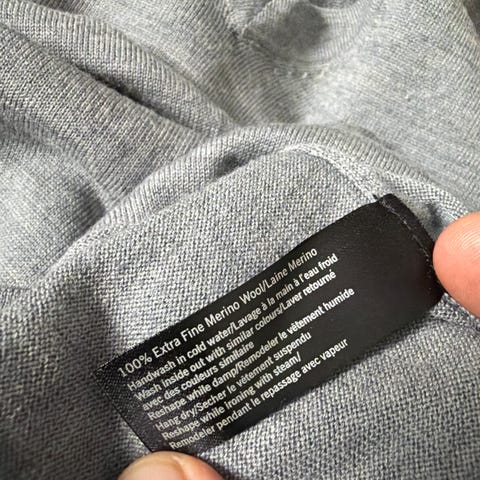 100% Extra Fine Merino Wool/Laine Merino
Handwash in cold water/Lavage à la main à l'eau froid
Wash inside out with similar colours/Laver retourné
avec des couleurs similaire
Reshape while damp/Remodeler le vêtement humide
Hang dry/Secher le vêtement suspendu
Reshape while ironing with steam/
Remodeler pendant le repassage avec vapeur